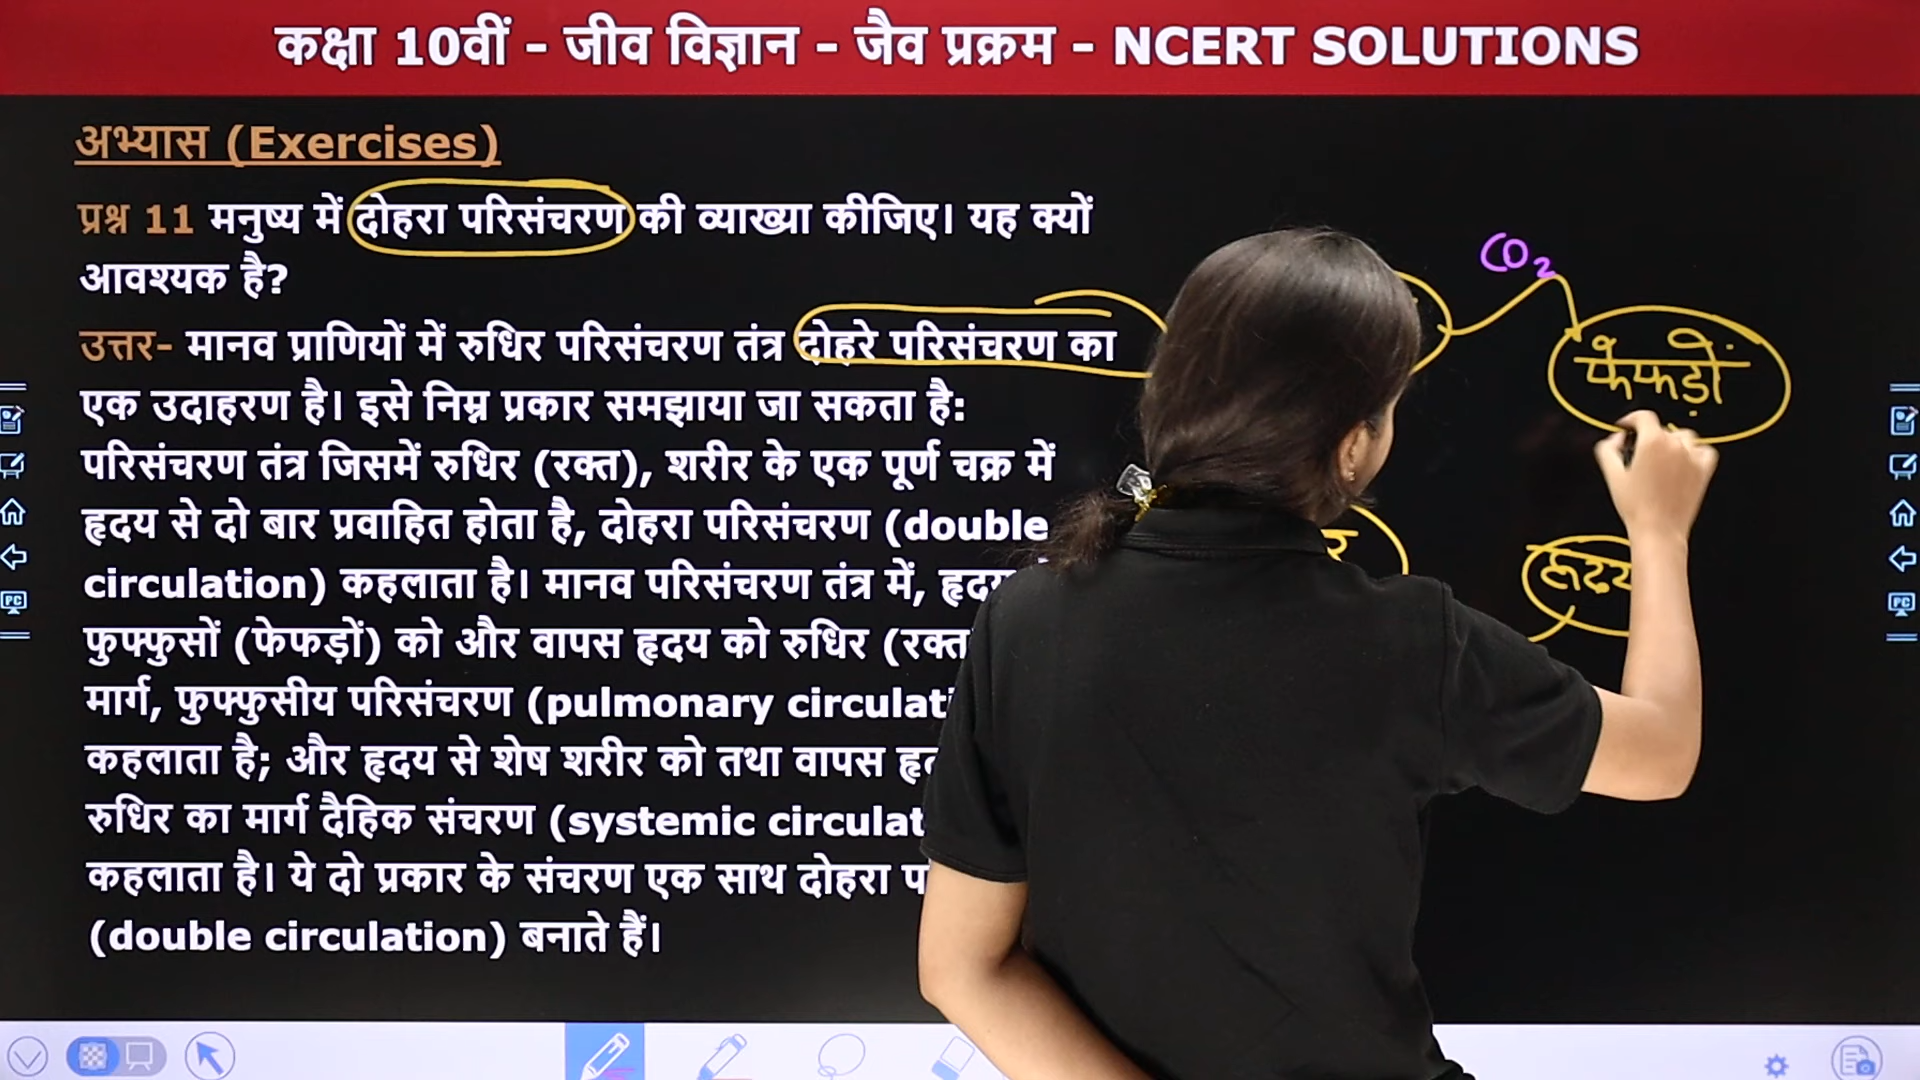 कक्षा 10वीं - जीव विज्ञान - जैव प्रक्रम - NCERT SOLUTIONS
अभ्यास (Exercises)
प्रश्न 11 मनुष्य में दोहरा परिसंचरण की व्याख्या कीजिए। यह क्यों
आवश्यक है?
उत्तर- मानव प्राणियों में रुधिर परिसंचरण तंत्र दोहरे परिसंचरण का
एक उदाहरण है। इसे निम्न प्रकार समझाया जा सकता है:
परिसंचरण तंत्र जिसमें रुधिर (रक्त), शरीर के एक पूर्ण चक्र में
हृदय से दो बार प्रवाहित होता है, दोहरा परिसंचरण (double
circulation) कहलाता है। मानव परिसंचरण तंत्र में,
फुफ्फुसों (फेफड़ों) को और वापस हृदय को रुधिर (रक्त
मार्ग, फुफ्फुसीय परिसंचरण (pulmonary
कहलाता है; और हृदय से शेष शरीर को तथा वापस
रुधिर का मार्ग दैहिक संचरण (systemic
कहलाता है। ये दो प्रकार के संचरण एक साथ दोहरा
(double circulation) बनाते हैं।
CO2
फेफड़ों
हृदय
PC
PC